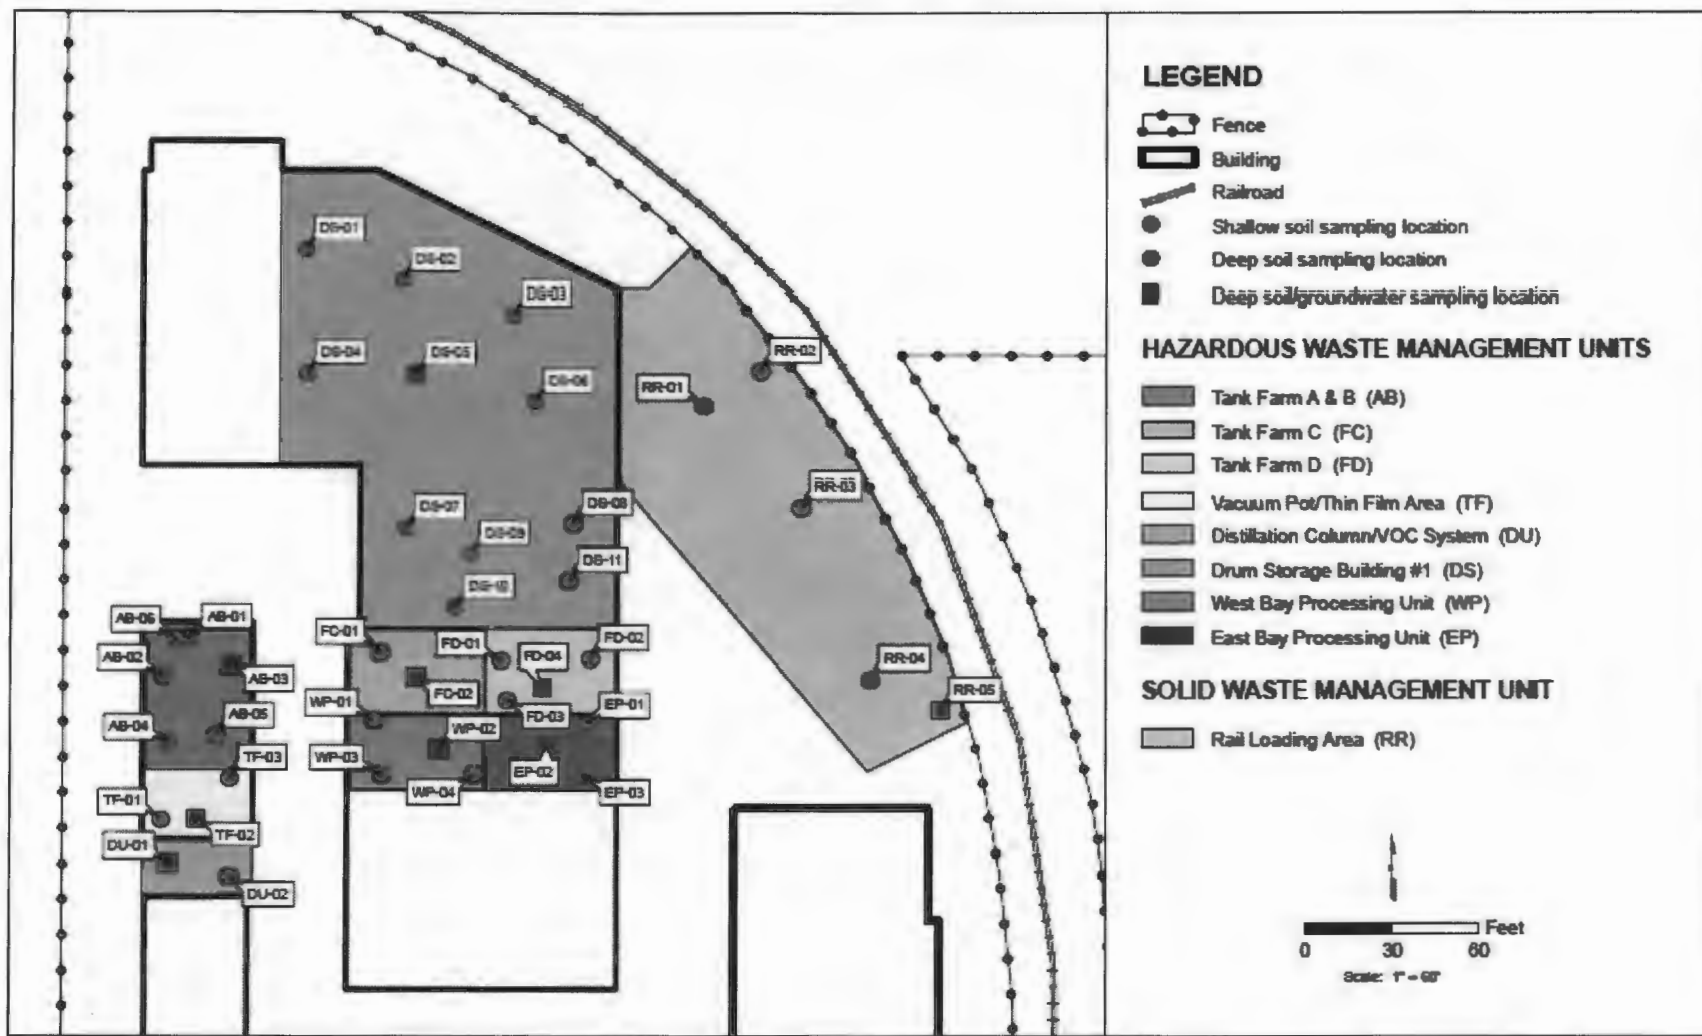 LEGEND
Fence
Building
Railroad
Shallow soil sampling location
Deep soil sampling location
Deep soil/groundwater sampling location
HAZARDOUS WASTE MANAGEMENT UNITS
Tank Farm A & B (AB)
Tank Farm C (FC)
Tank Farm D (FD)
Vacuum Pot/Thin Film Area (TF)
Distillation Column/VOC System (DU)
Drum Storage Building #1 (DS)
West Bay Processing Unit (WP)
East Bay Processing Unit (EP)
SOLID WASTE MANAGEMENT UNIT
Rail Loading Area (RR)
Feet
0 30 60
Scale: 1" = 60'
DS-01
DS-02
DS-03
DS-04
DS-05
DS-06
RR-02
RR-01
RR-03
DS-07
DS-08
DS-09
DS-11
DS-10
AB-06
AB-01
AB-02
AB-03
AB-05
AB-04
FC-01
FD-01
FD-02
FD-04
FC-02
WP-01
FD-03
EP-01
WP-02
WP-03
EP-02
WP-04
EP-03
RR-04
RR-05
TF-03
TF-01
TF-02
DU-01
DU-02